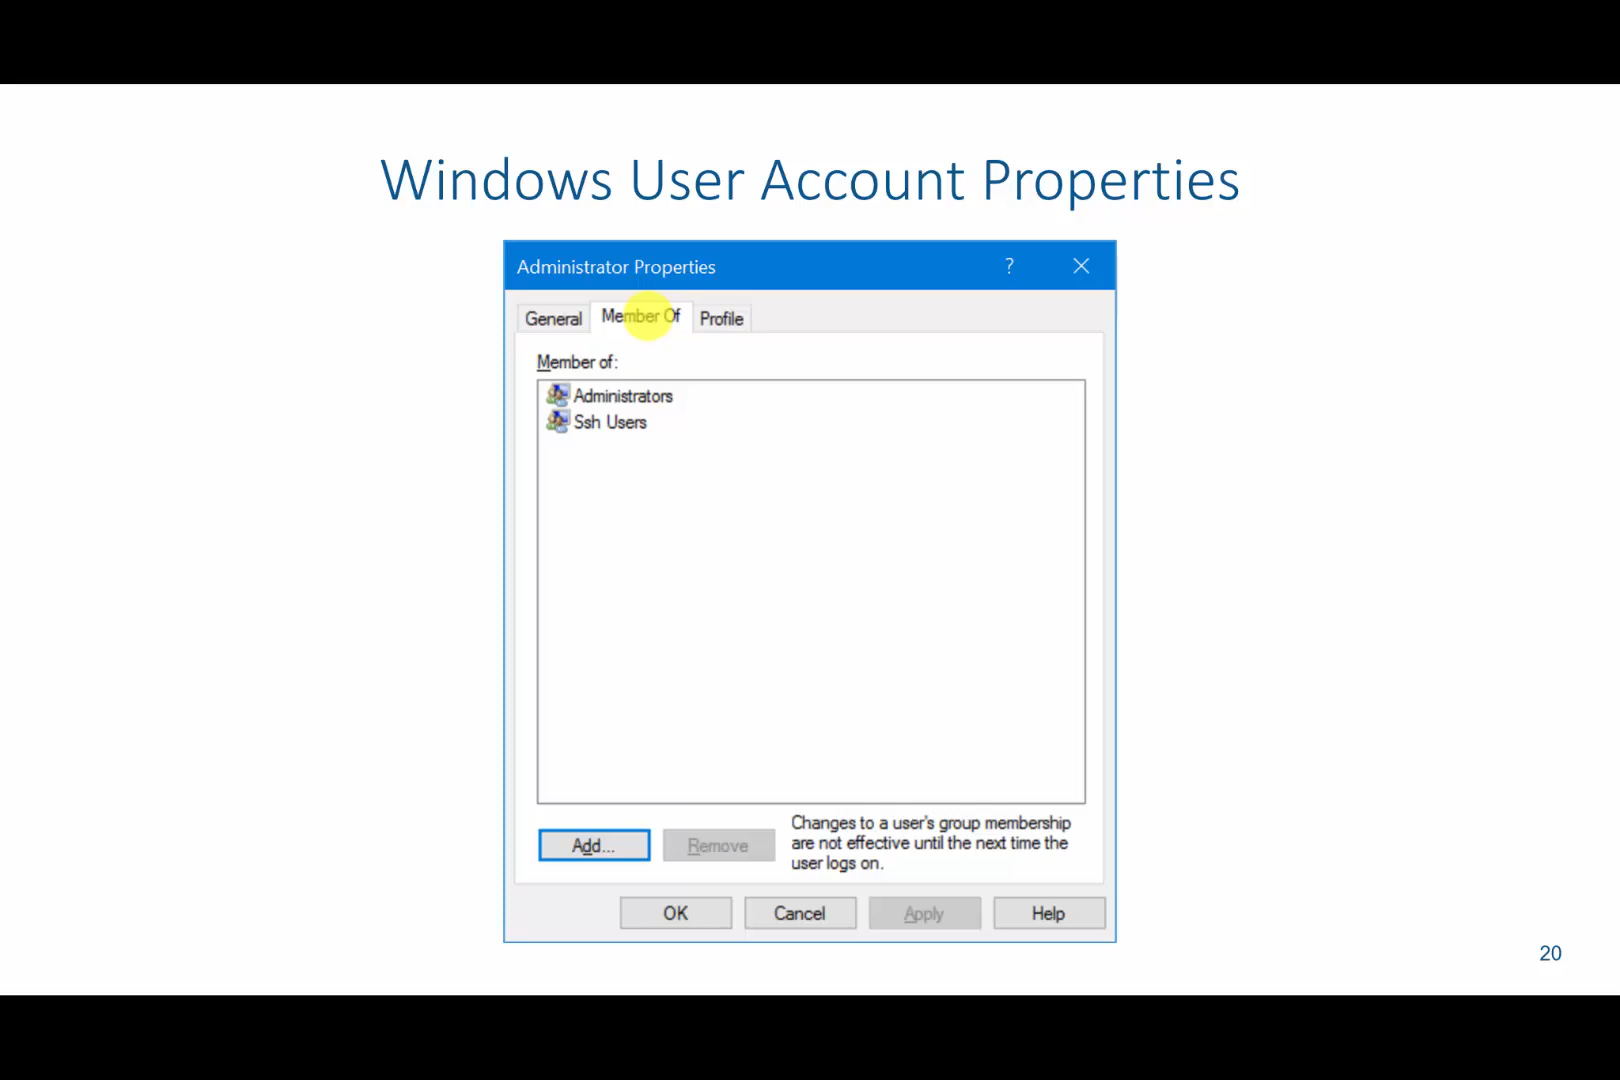 Windows User Account Properties
Administrator Properties ?
General Member Of Profile
Member of:
Administrators
Ssh Users
Add... Remove
Changes to a user's group membership
are not effective until the next time the
user logs on.
OK Cancel Apply Help
20